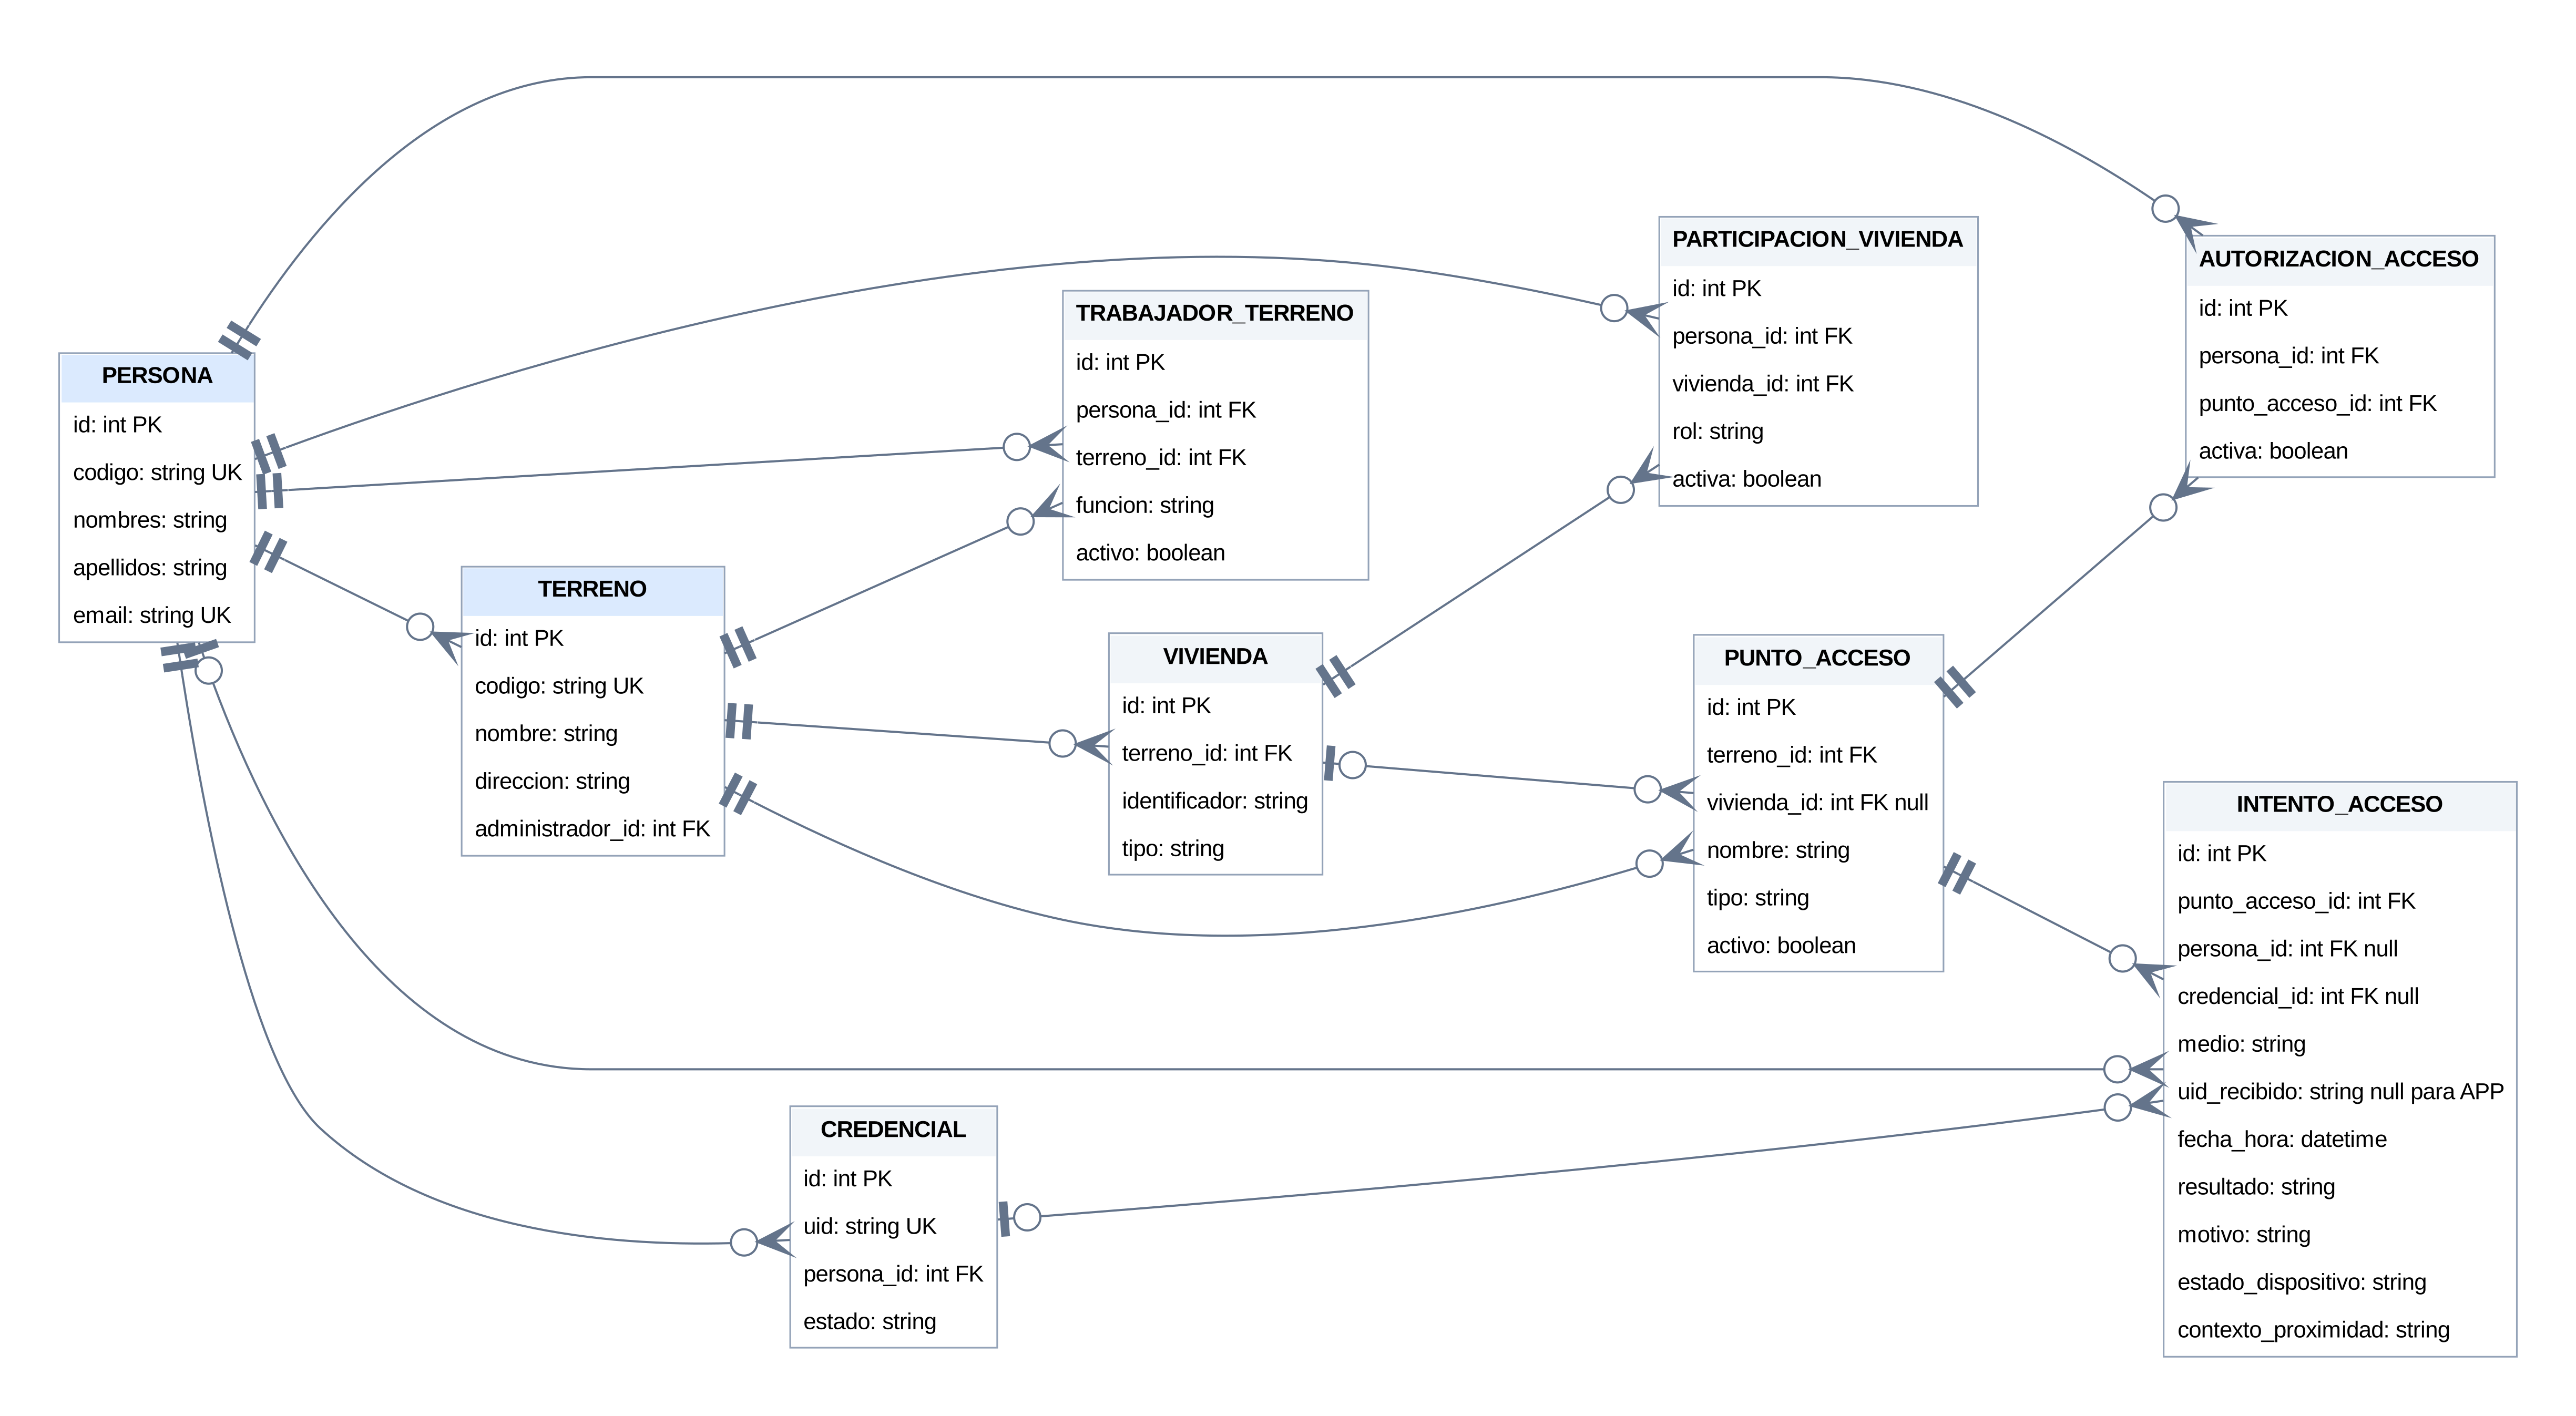 PERSONA
id: int PK
codigo: string UK
nombres: string
apellidos: string
email: string UK
TERRENO
id: int PK
codigo: string UK
nombre: string
direccion: string
administrador_id: int FK
TRABAJADOR_TERRENO
id: int PK
persona_id: int FK
terreno_id: int FK
funcion: string
activo: boolean
VIVIENDA
id: int PK
terreno_id: int FK
identificador: string
tipo: string
CREDENCIAL
id: int PK
uid: string UK
persona_id: int FK
estado: string
PARTICIPACION_VIVIENDA
id: int PK
persona_id: int FK
vivienda_id: int FK
rol: string
activa: boolean
PUNTO_ACCESO
id: int PK
terreno_id: int FK
vivienda_id: int FK null
nombre: string
tipo: string
activo: boolean
AUTORIZACION_ACCESO
id: int PK
persona_id: int FK
punto_acceso_id: int FK
activa: boolean
INTENTO_ACCESO
id: int PK
punto_acceso_id: int FK
persona_id: int FK null
credencial_id: int FK null
medio: string
uid_recibido: string null para APP
fecha_hora: datetime
resultado: string
motivo: string
estado_dispositivo: string
contexto_proximidad: string